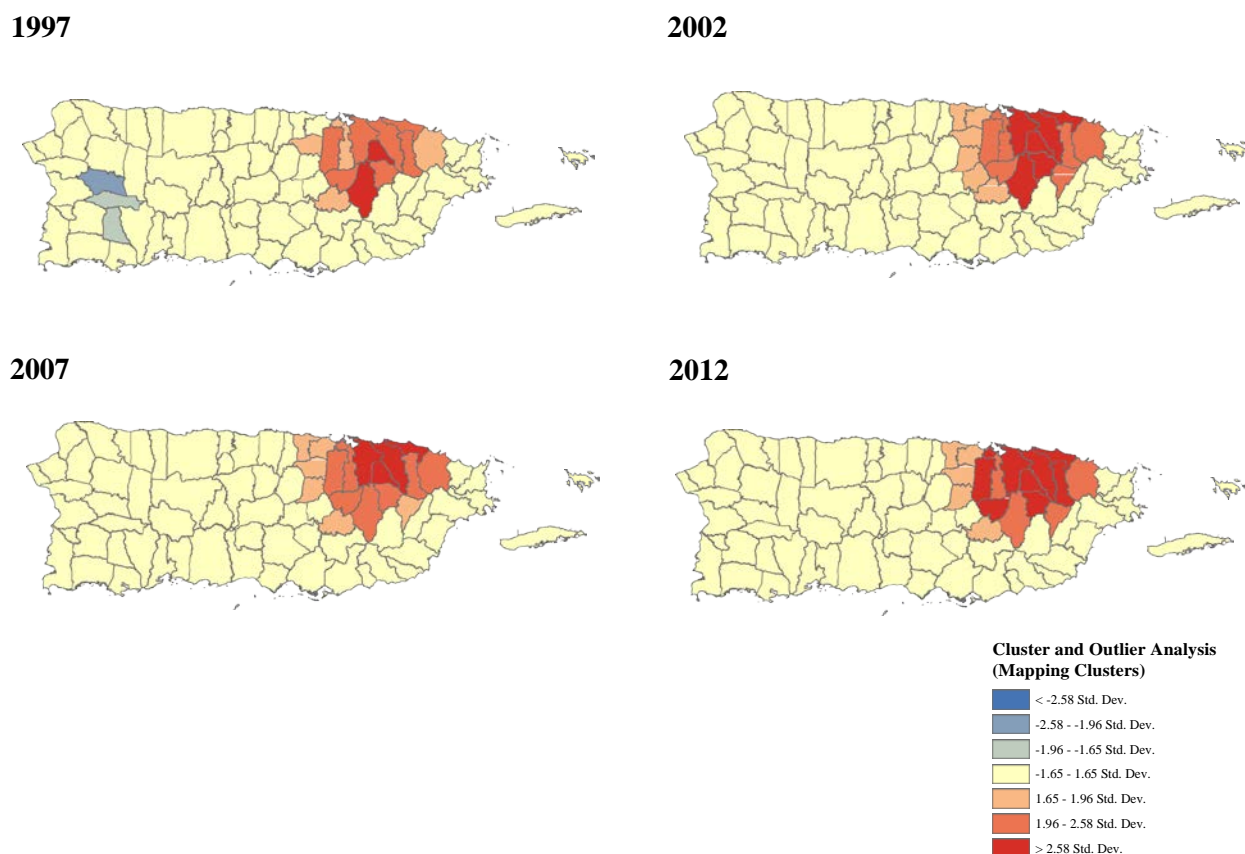 1997
2002
2007
2012
Cluster and Outlier Analysis
(Mapping Clusters)
< -2.58 Std. Dev.
-2.58 - -1.96 Std. Dev.
-1.96 - -1.65 Std. Dev.
-1.65 - 1.65 Std. Dev.
1.65 - 1.96 Std. Dev.
1.96 - 2.58 Std. Dev.
> 2.58 Std. Dev.